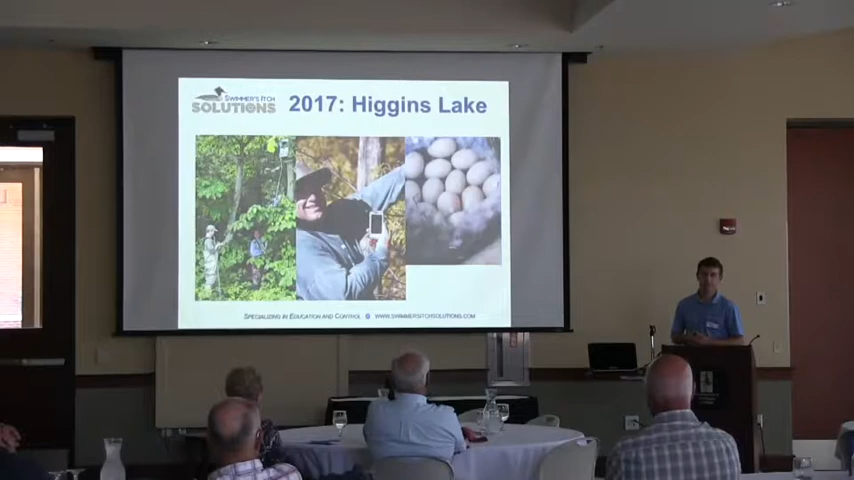 SWIMMER'S ITCH
SOLUTIONS
2017: Higgins Lake
SPECIALIZING IN EDUCATION AND CONTROL WWW.SWIMMERSITCHSOLUTIONS.COM